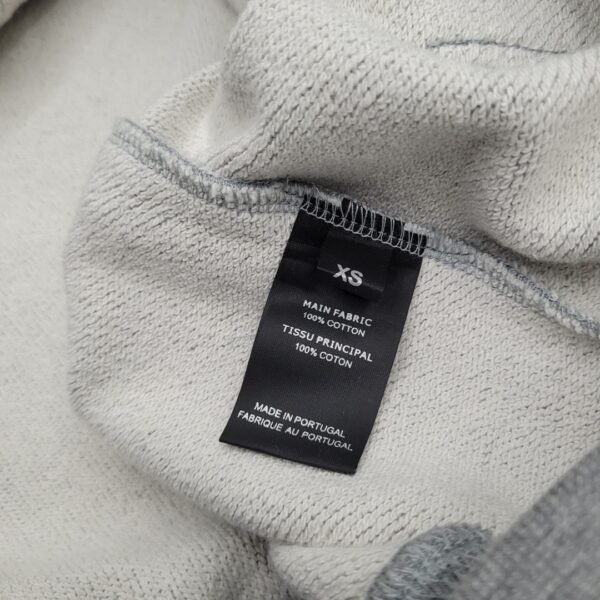 XS
MAIN FABRIC
100% COTTON
TISSU PRINCIPAL
100% COTON
MADE IN PORTUGAL
FABRIQUE AU PORTUGAL